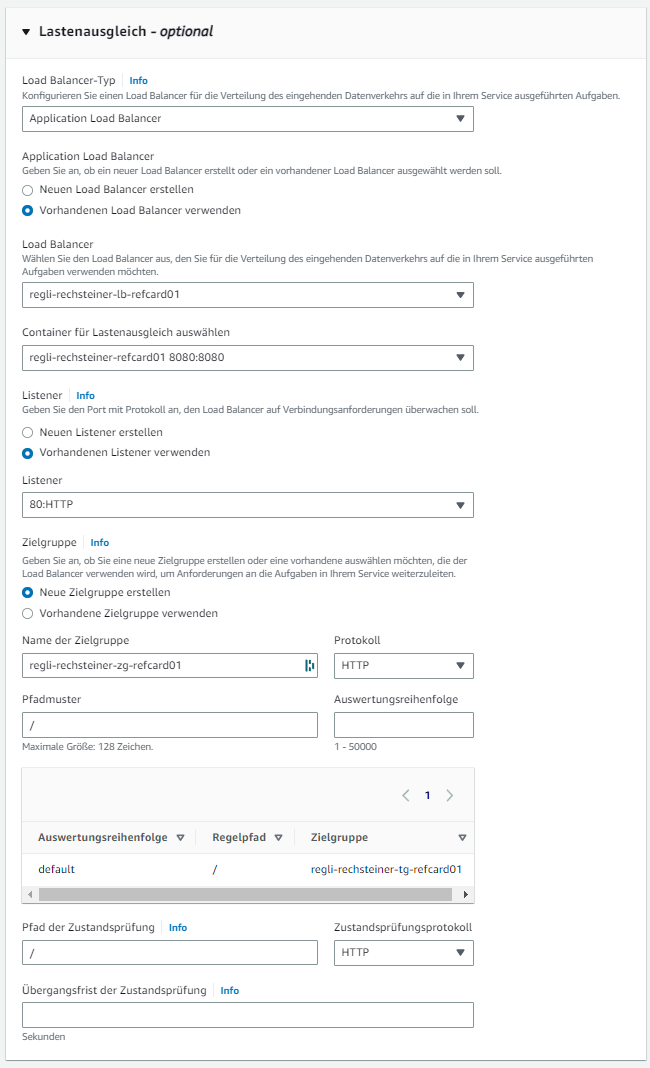 Lastenausgleich - optional
Load Balancer-Typ Info
Konfigurieren Sie einen Load Balancer für die Verteilung des eingehenden Datenverkehrs auf die in Ihrem Service ausgeführten Aufgaben.
Application Load Balancer
Application Load Balancer
Geben Sie an, ob ein neuer Load Balancer erstellt oder ein vorhandener Load Balancer ausgewählt werden soll.
Neuen Load Balancer erstellen
Vorhandenen Load Balancer verwenden
Load Balancer
Wählen Sie den Load Balancer aus, den Sie für die Verteilung des eingehenden Datenverkehrs auf die in Ihrem Service ausgeführten
Aufgaben verwenden möchten.
regli-rechsteiner-lb-refcard01
Container für Lastenausgleich auswählen
regli-rechsteiner-refcard01 8080:8080
Listener Info
Geben Sie den Port mit Protokoll an, den Load Balancer auf Verbindungsanforderungen überwachen soll.
Neuen Listener erstellen
Vorhandenen Listener verwenden
Listener
80:HTTP
Zielgruppe Info
Geben Sie an, ob Sie eine neue Zielgruppe erstellen oder eine vorhandene auswählen möchten, die der
Load Balancer verwenden wird, um Anforderungen an die Aufgaben in Ihrem Service weiterzuleiten.
Neue Zielgruppe erstellen
Vorhandene Zielgruppe verwenden
Name der Zielgruppe Protokoll
regli-rechsteiner-zg-refcard01 HTTP
Pfadmuster Auswertungsreihenfolge
/
Maximale Größe: 128 Zeichen. 1 - 50000
1
Auswertungsreihenfolge Regelpfad Zielgruppe
default / regli-rechsteiner-tg-refcard01
Pfad der Zustandsprüfung Info Zustandsprüfungsprotokoll
/ HTTP
Übergangsfrist der Zustandsprüfung Info
Sekunden